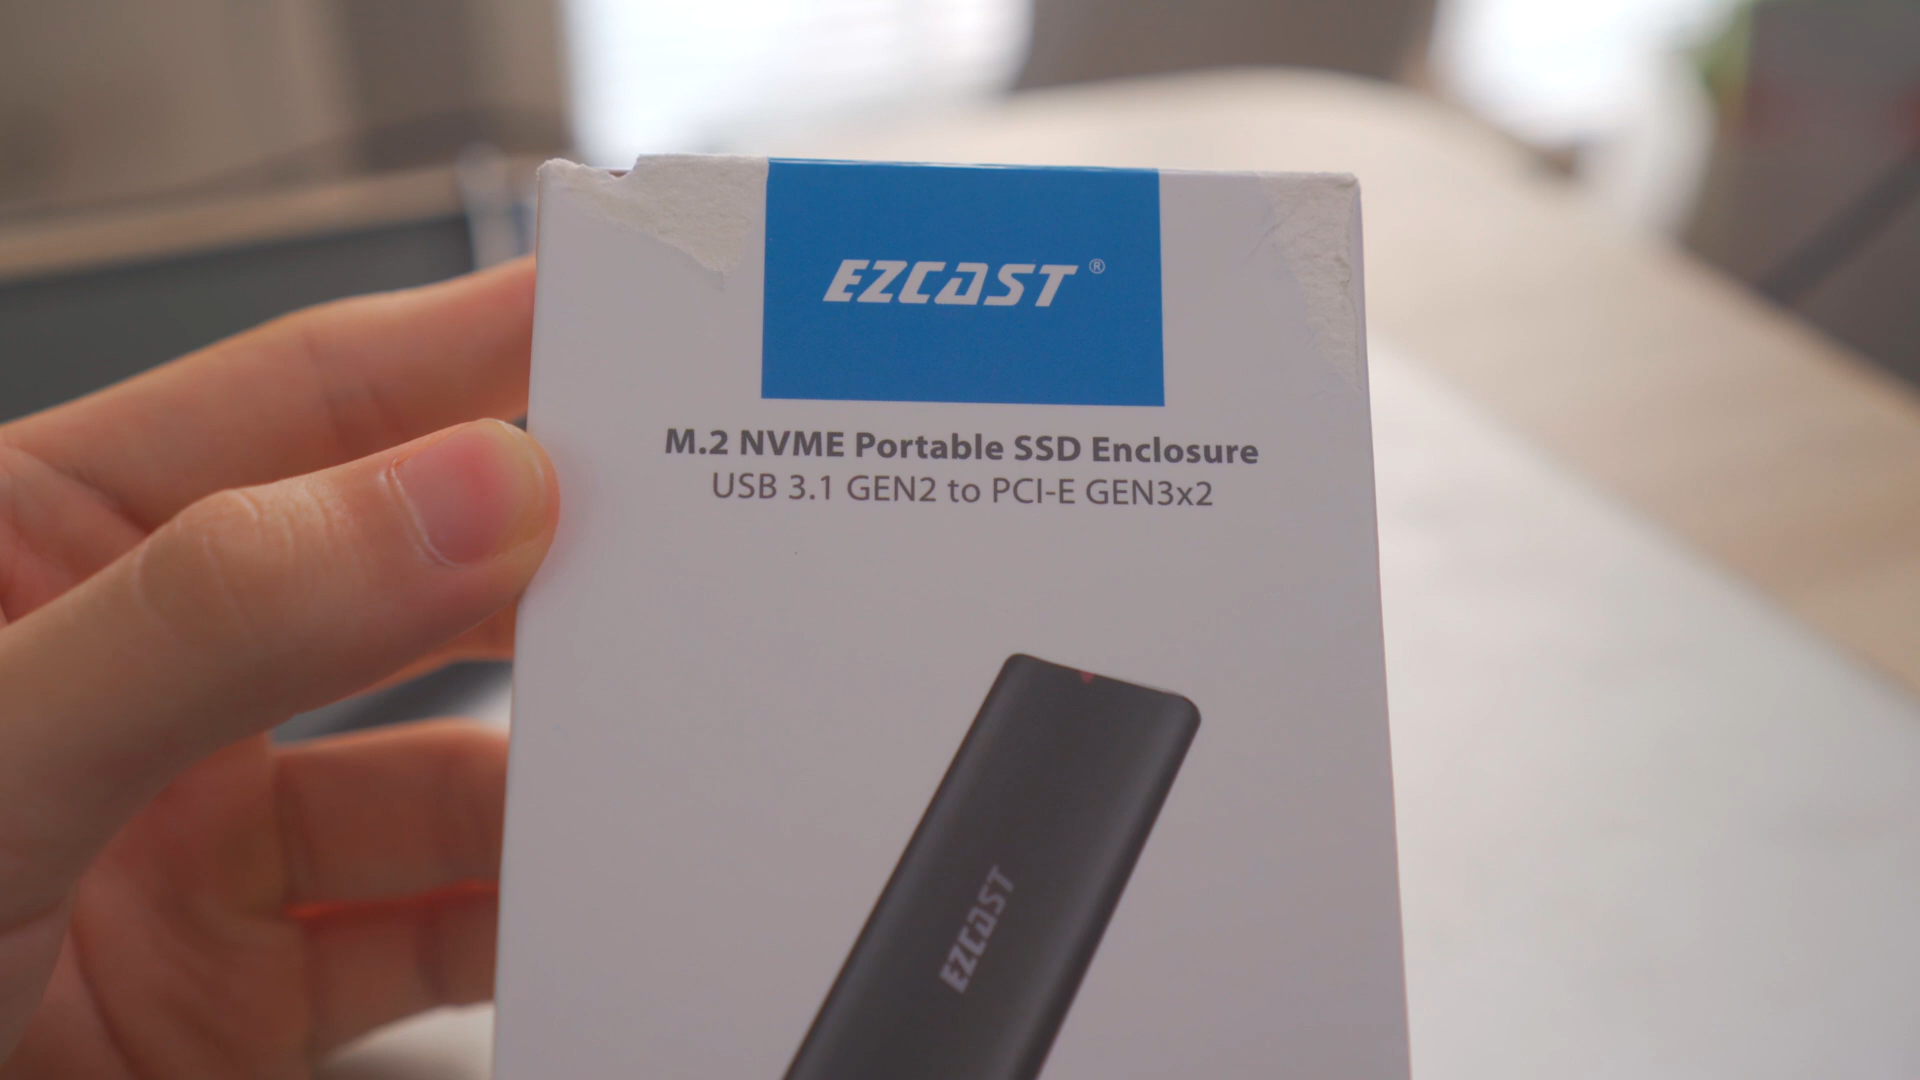 EZCAST®
M.2 NVME Portable SSD Enclosure
USB 3.1 GEN2 to PCI-E GEN3x2
EZCAST